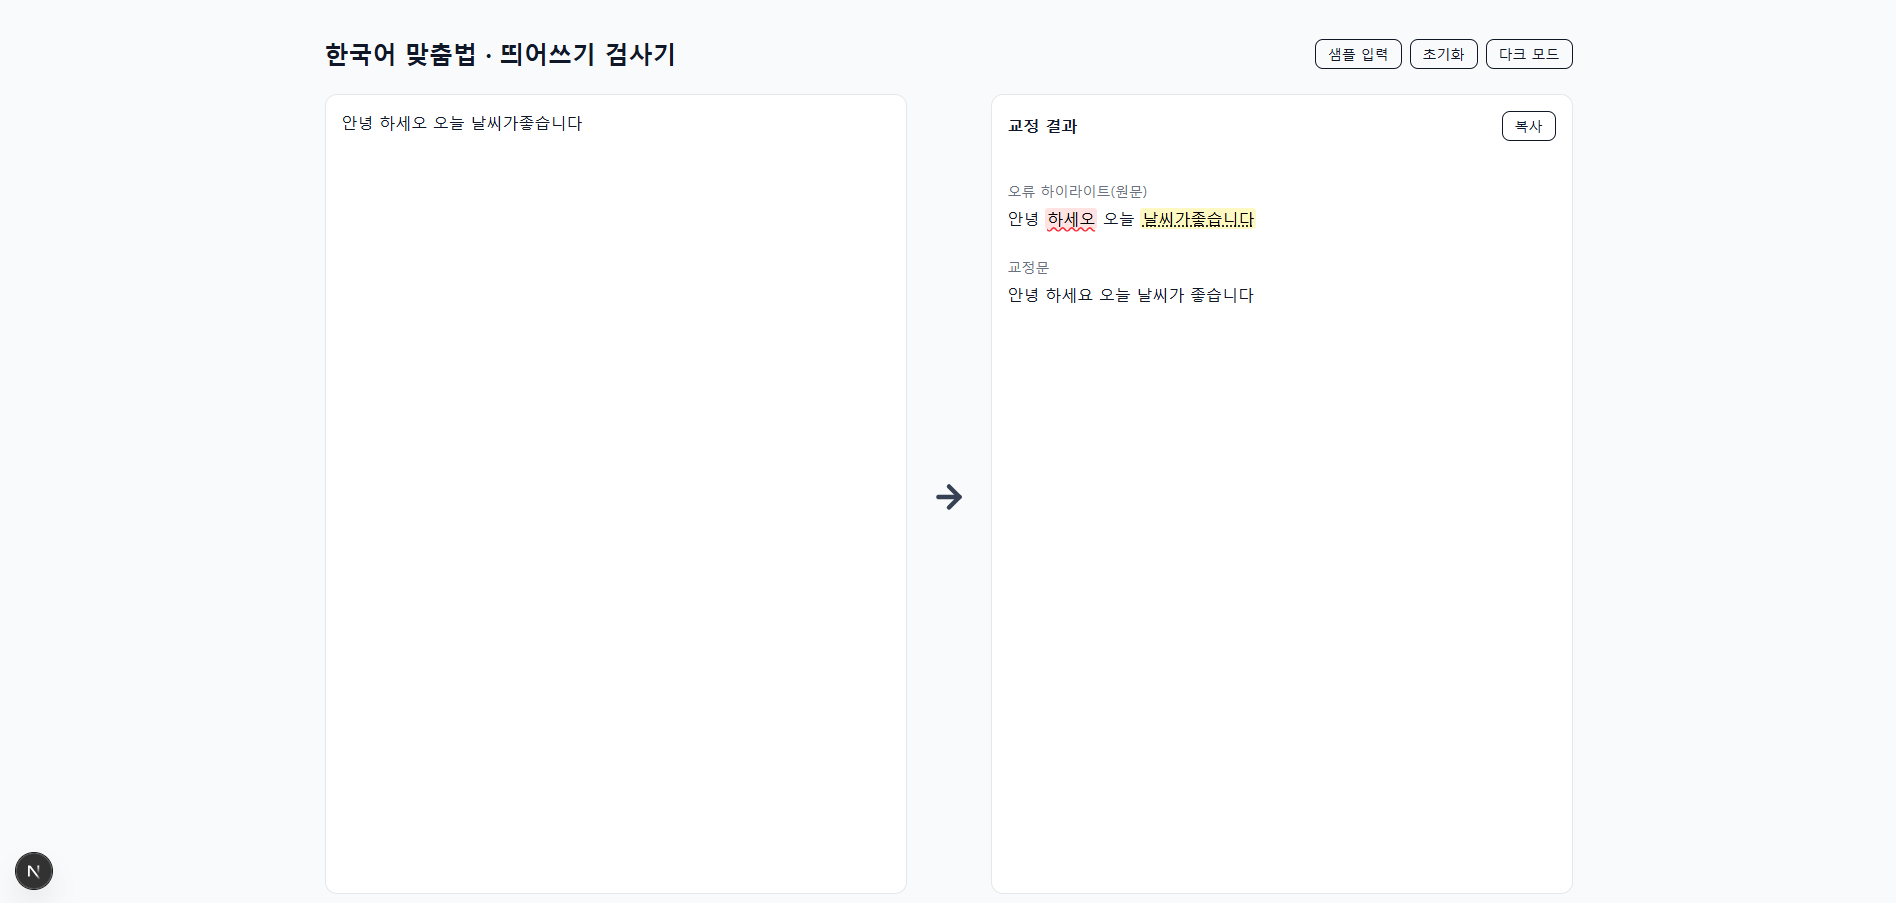 한국어 맞춤법 · 띄어쓰기 검사기
샘플 입력
초기화
다크 모드
안녕 하세오 오늘 날씨가좋습니다
교정 결과
복사
오류 하이라이트(원문)
안녕 하세오 오늘 날씨가좋습니다
교정문
안녕 하세요 오늘 날씨가 좋습니다
N